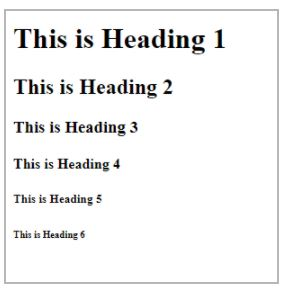 This is Heading 1
This is Heading 2
This is Heading 3
This is Heading 4
This is Heading 5
This is Heading 6